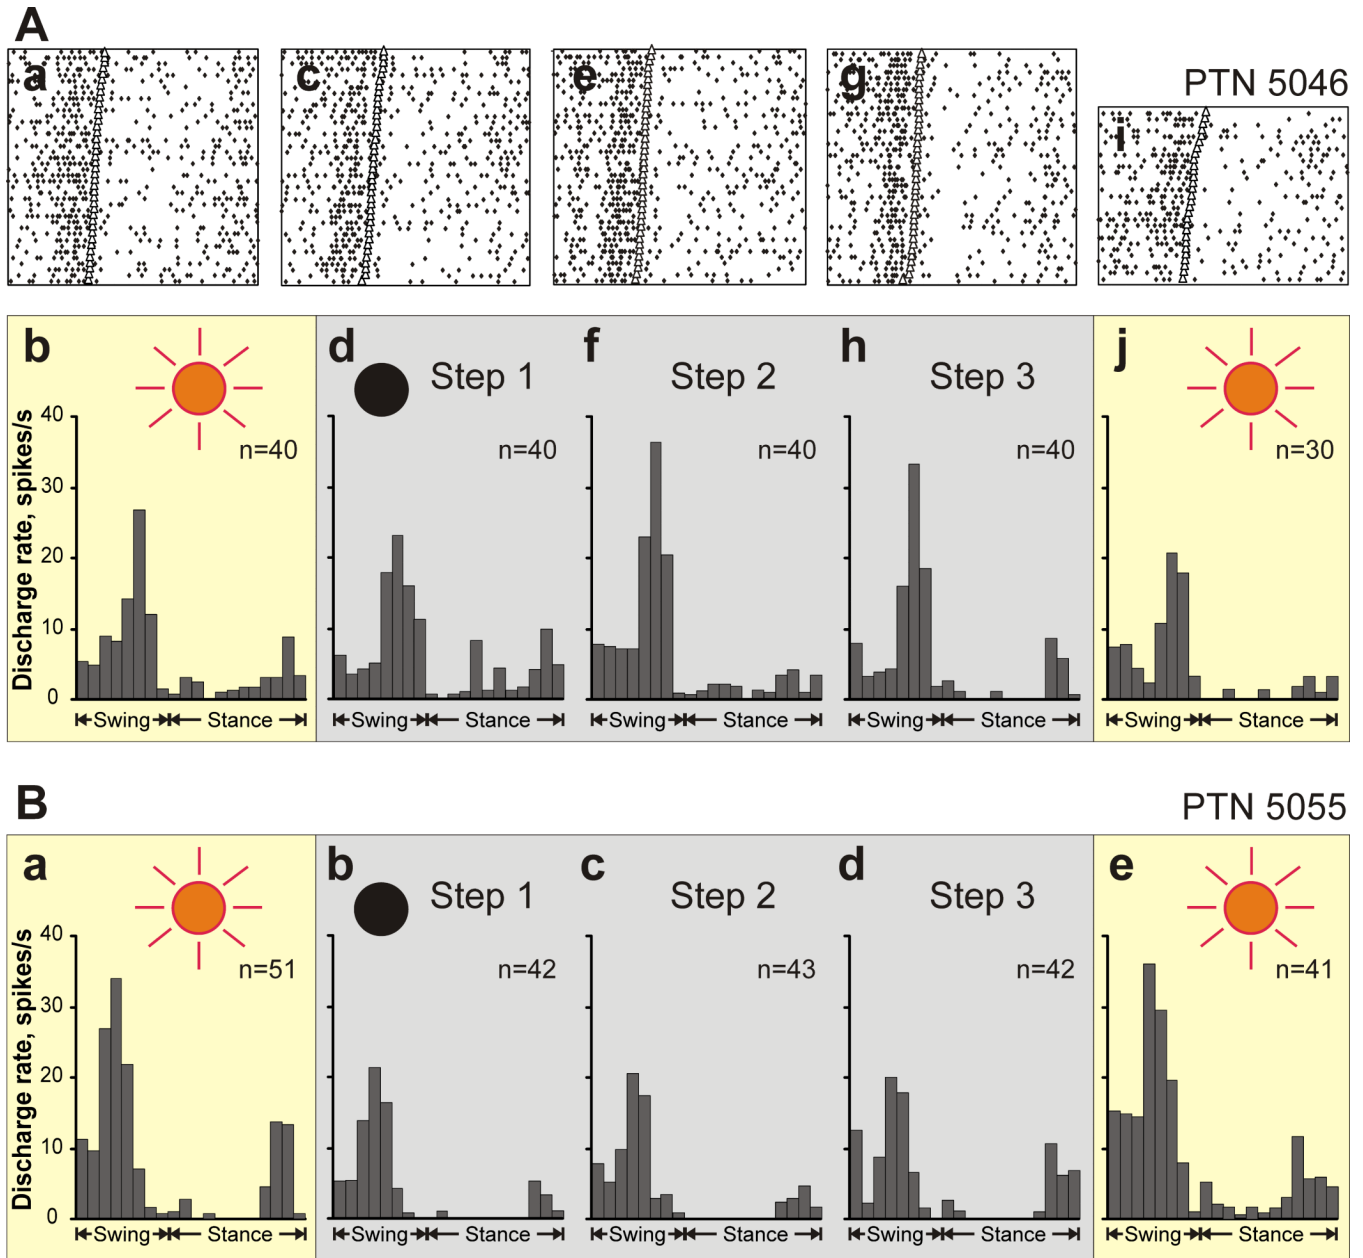 A
a c e g PTN 5046
i
b d f h j
Step 1 Step 2 Step 3
n=40 n=40 n=40 n=40 n=30
Discharge rate, spikes/s
40
30
20
10
0
Swing Stance Swing Stance Swing Stance Swing Stance Swing Stance
B
PTN 5055
a b c d e
Step 1 Step 2 Step 3
n=51 n=42 n=43 n=42 n=41
Discharge rate, spikes/s
40
30
20
10
0
Swing Stance Swing Stance Swing Stance Swing Stance Swing Stance